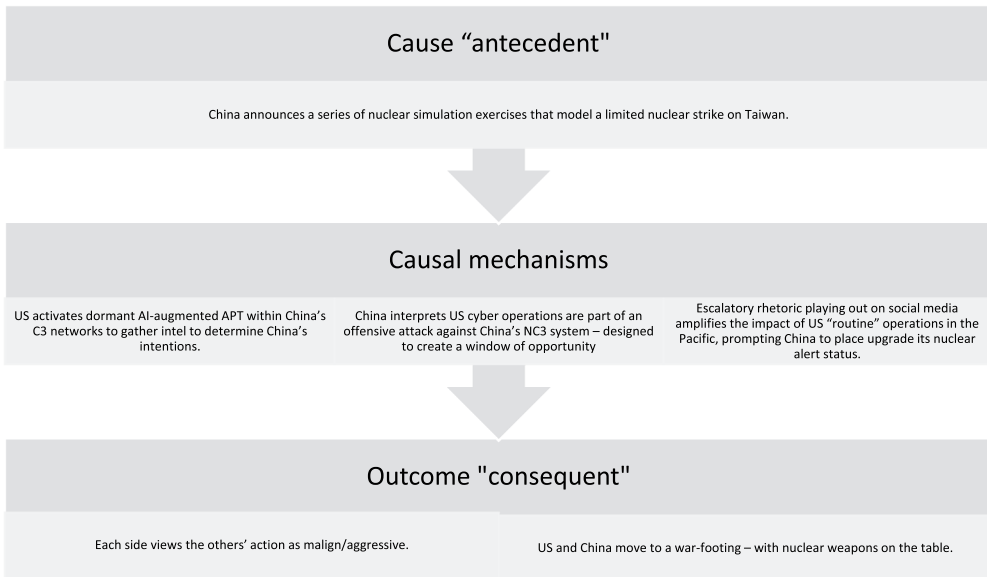 Cause “antecedent"
China announces a series of nuclear simulation exercises that model a limited nuclear strike on Taiwan.
Causal mechanisms
US activates dormant AI-augmented APT within China’s
C3 networks to gather intel to determine China’s
intentions.
China interprets US cyber operations are part of an
offensive attack against China’s NC3 system – designed
to create a window of opportunity
Escalatory rhetoric playing out on social media
amplifies the impact of US “routine” operations in the
Pacific, prompting China to place upgrade its nuclear
alert status.
Outcome "consequent"
Each side views the others’ action as malign/aggressive.
US and China move to a war-footing – with nuclear weapons on the table.